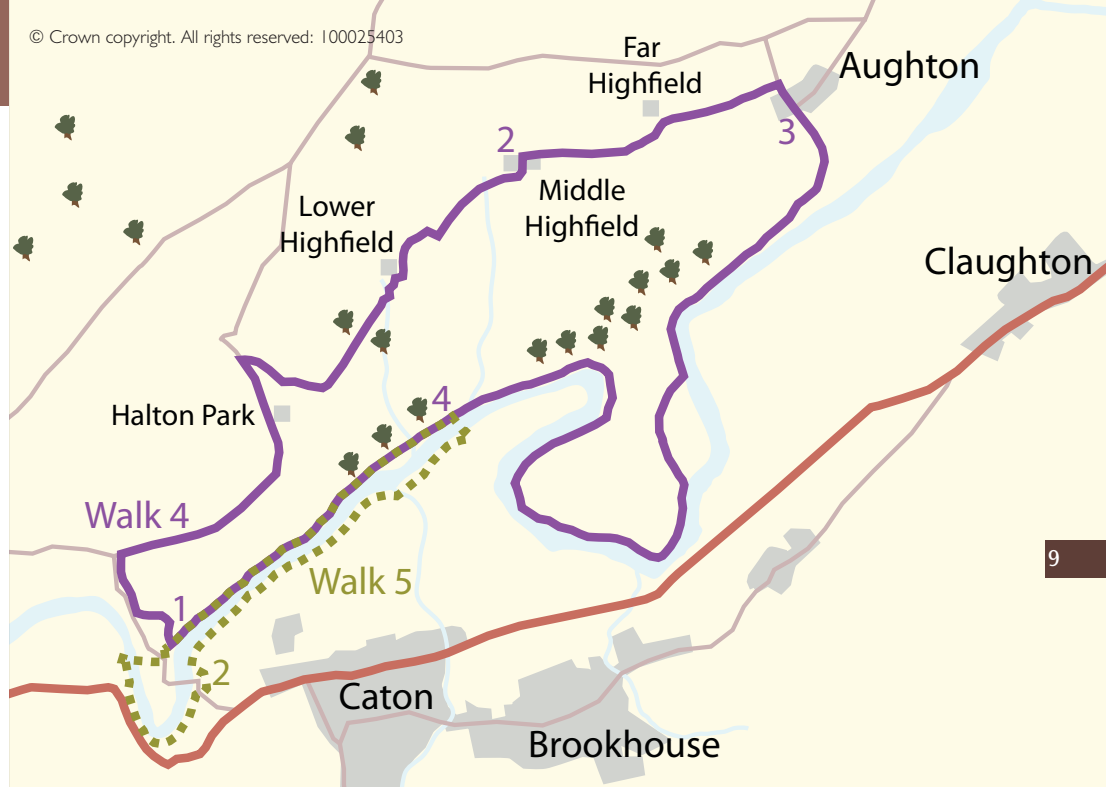 © Crown copyright. All rights reserved: 100025403
Far
Highfield
Aughton
3
2
Middle
Highfield
Lower
Highfield
Claughton
4
Halton Park
Walk 4
9
Walk 5
1
2
Caton
Brookhouse